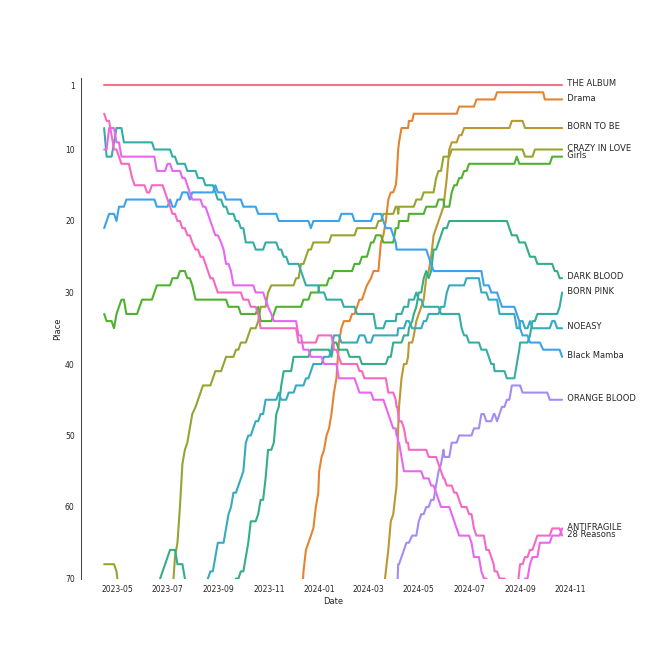 1
10
20
30
40
50
60
70
Place
THE ALBUM
Drama
BORN TO BE
CRAZY IN LOVE
Girls
DARK BLOOD
BORN PINK
NOEASY
Black Mamba
ORANGE BLOOD
ANTIFRAGILE
28 Reasons
2023-05 2023-07 2023-09 2023-11 2024-01 2024-03 2024-05 2024-07 2024-09 2024-11
Date